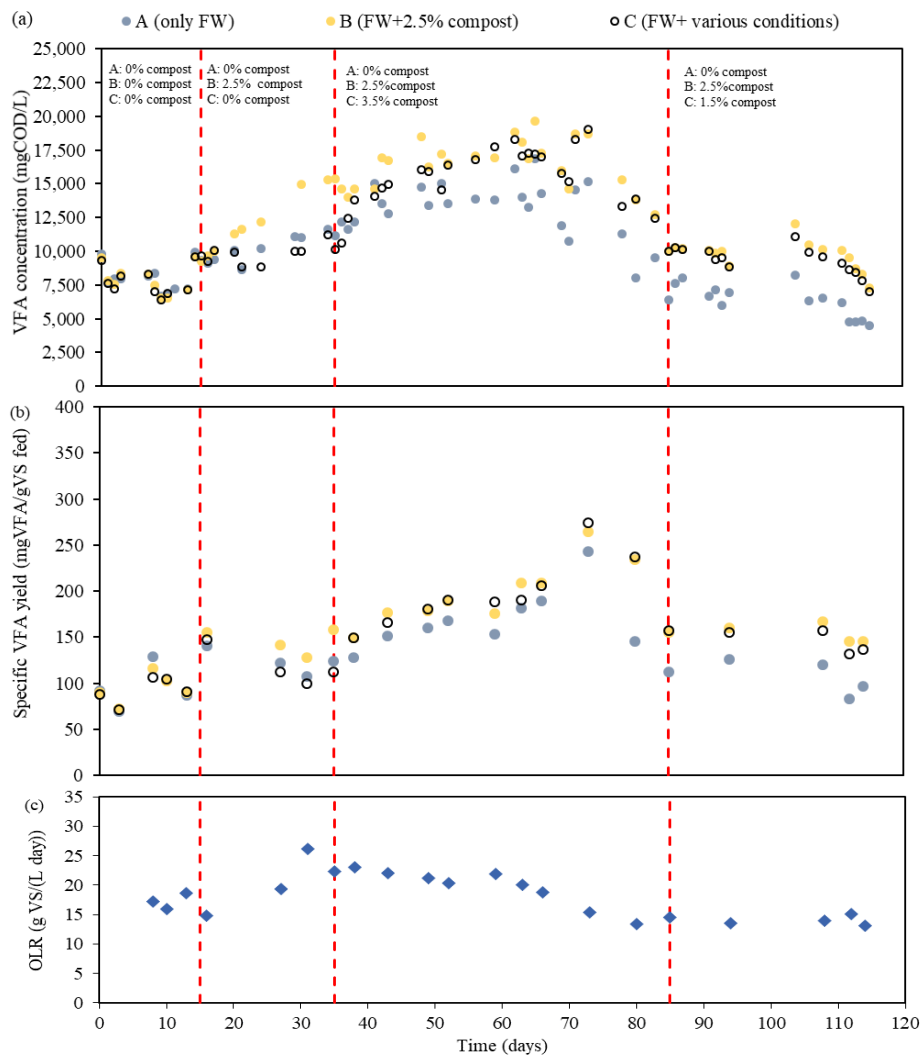 (a)
A (only FW)
B (FW+2.5% compost)
C (FW+ various conditions)
VFA concentration (mgCOD/L)
25,000
22,500
20,000
17,500
15,000
12,500
10,000
7,500
5,000
2,500
0
A: 0% compost
B: 0% compost
C: 0% compost
A: 0% compost
B: 2.5% compost
C: 0% compost
A: 0% compost
B: 2.5%compost
C: 3.5% compost
A: 0% compost
B: 2.5%compost
C: 1.5% compost
(b)
Specific VFA yield (mgVFA/gVS fed)
400
350
300
250
200
150
100
50
0
(c)
OLR (g VS/(L day))
35
30
25
20
15
10
5
0
0 10 20 30 40 50 60 70 80 90 100 110 120
Time (days)